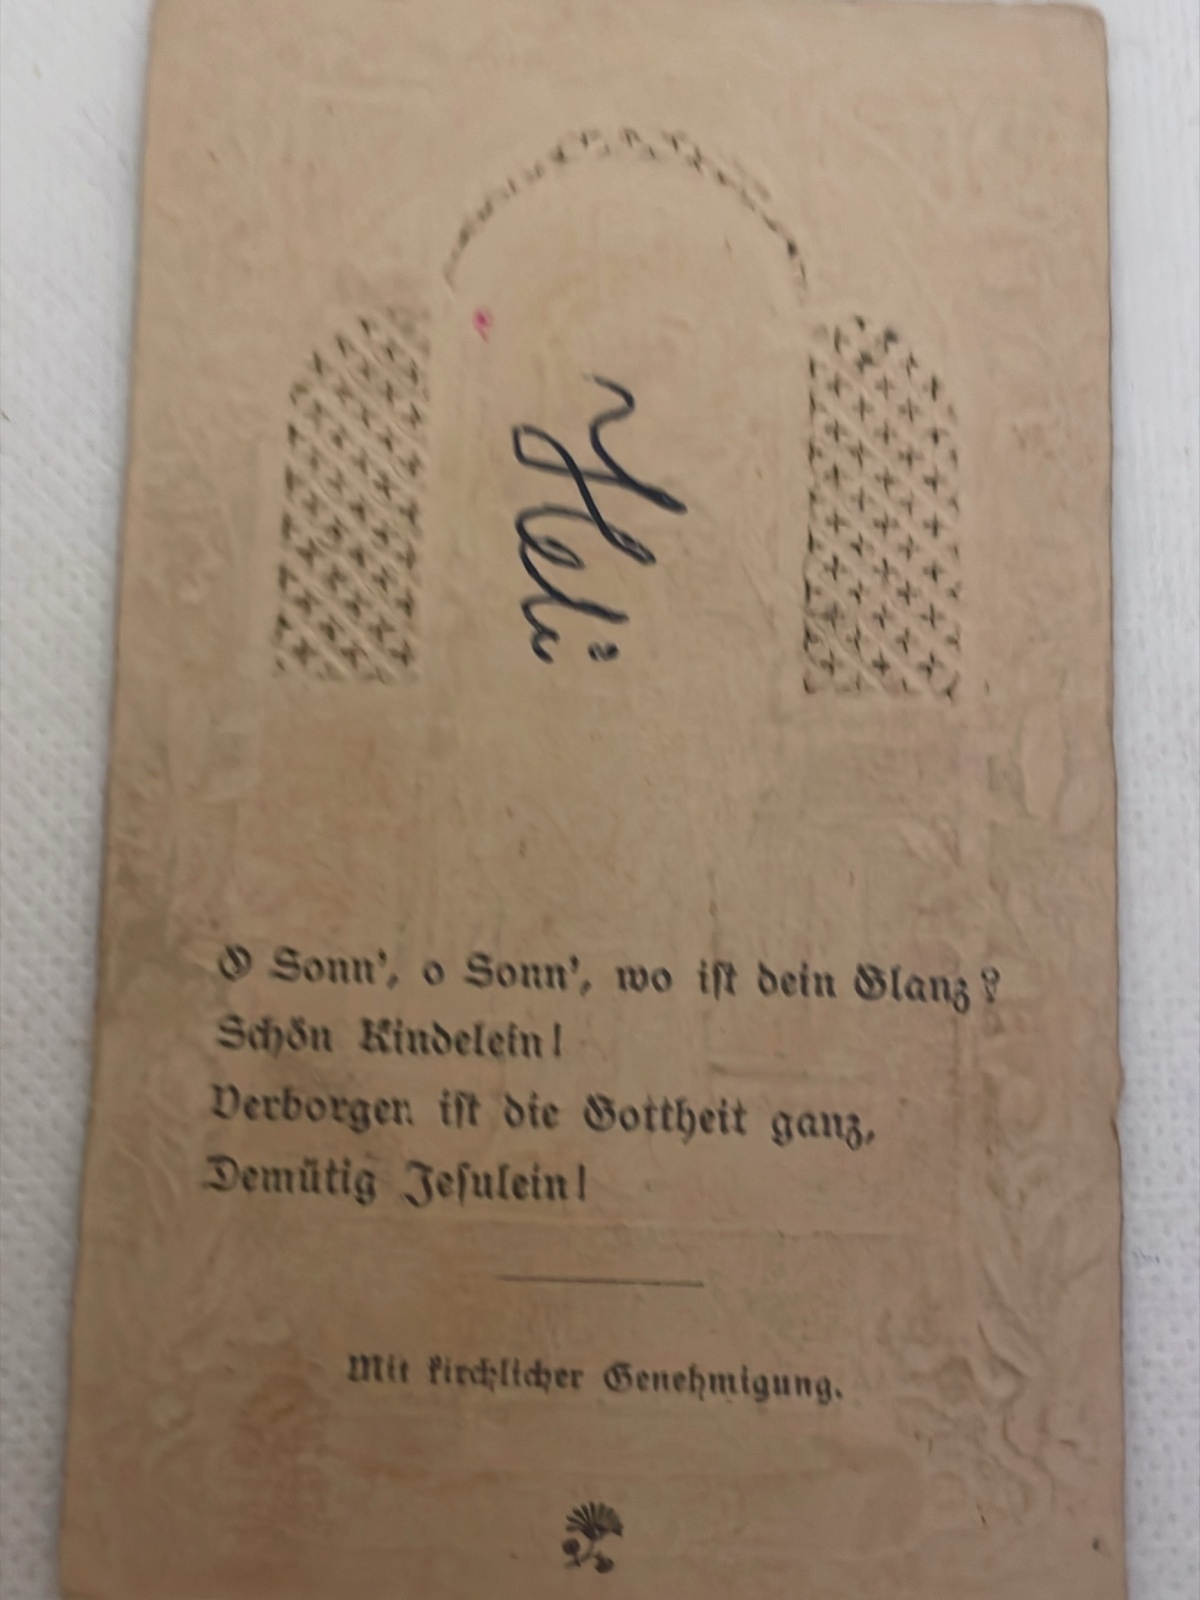 Heli
O Sonn', o Sonn', wo iſt dein Glanz?
Schön Kindelein!
Verborgen iſt die Gottheit ganz,
Demütig Jeſulein!
Mit kirchlicher Genehmigung.